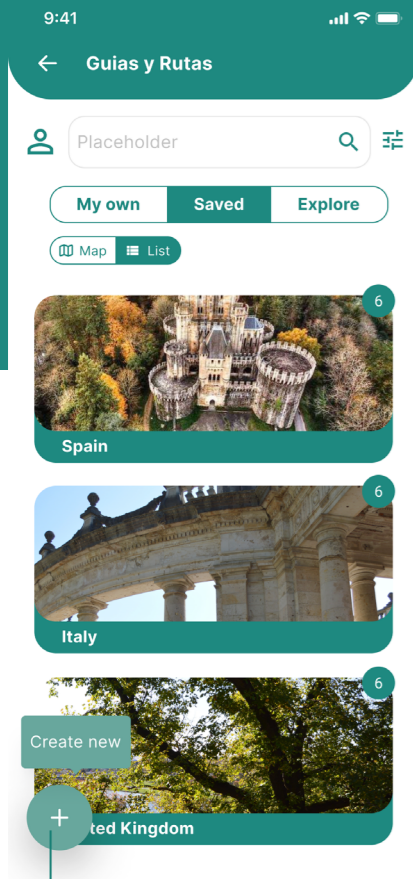 9:41
Guias y Rutas
Placeholder
My own Saved Explore
Map List
6
Spain
6
Italy
6
Create new
ted Kingdom